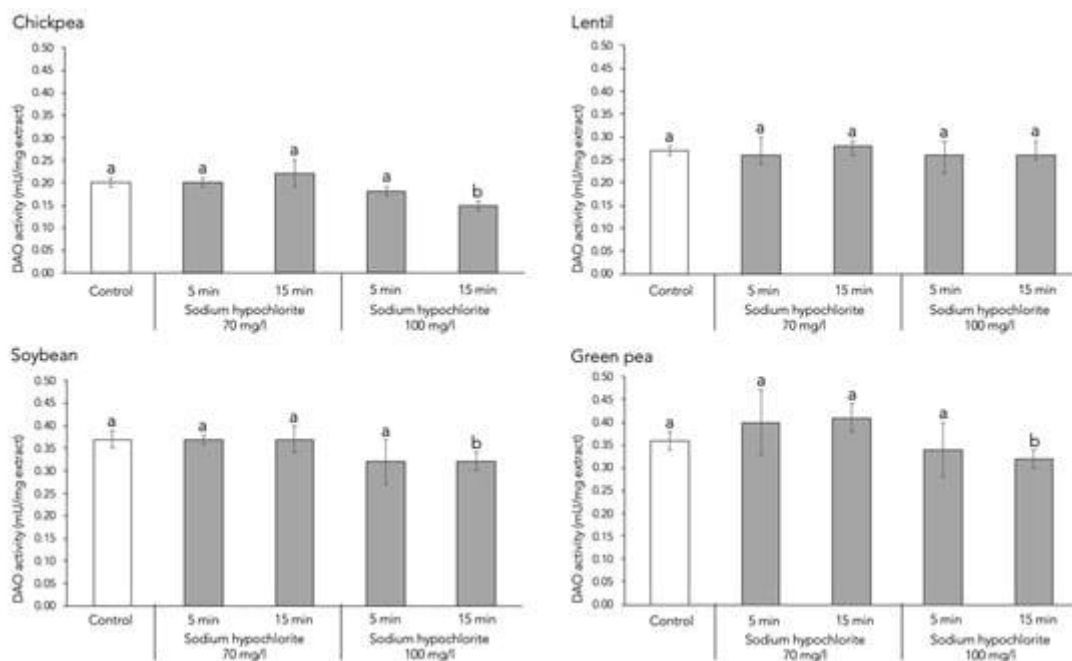 Chickpea
DAO activity (mU/mg extract)
0.50
0.45
0.40
0.35
0.30
0.25
0.20
0.15
0.10
0.05
0.00
a
a
a
a
b
Control
5 min
15 min
5 min
15 min
Sodium hypochlorite
70 mg/l
Sodium hypochlorite
100 mg/l
Lentil
DAO activity (mU/mg extract)
0.50
0.45
0.40
0.35
0.30
0.25
0.20
0.15
0.10
0.05
0.00
a
a
a
a
a
Control
5 min
15 min
5 min
15 min
Sodium hypochlorite
70 mg/l
Sodium hypochlorite
100 mg/l
Soybean
DAO activity (mU/mg extract)
0.50
0.45
0.40
0.35
0.30
0.25
0.20
0.15
0.10
0.05
0.00
a
a
a
a
b
Control
5 min
15 min
5 min
15 min
Sodium hypochlorite
70 mg/l
Sodium hypochlorite
100 mg/l
Green pea
DAO activity (mU/mg extract)
0.50
0.45
0.40
0.35
0.30
0.25
0.20
0.15
0.10
0.05
0.00
a
a
a
a
b
Control
5 min
15 min
5 min
15 min
Sodium hypochlorite
70 mg/l
Sodium hypochlorite
100 mg/l